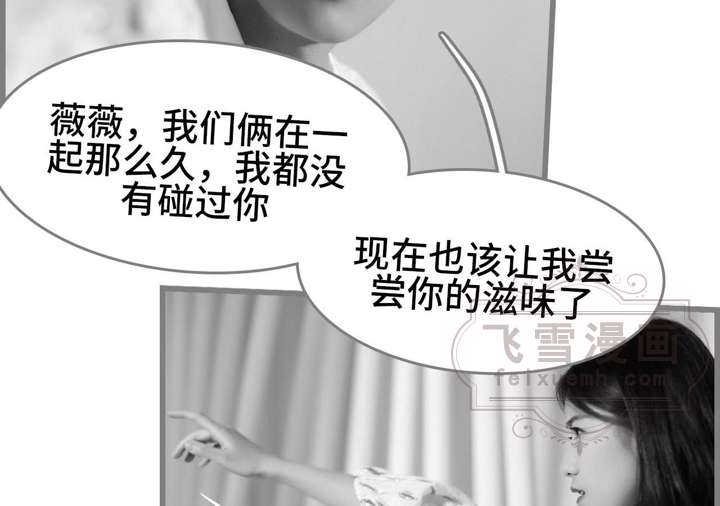 薇薇，我们俩在一
起那么久，我都没
有碰过你
现在也该让我尝
尝你的滋味了
飞雪漫画
feixuemh.com